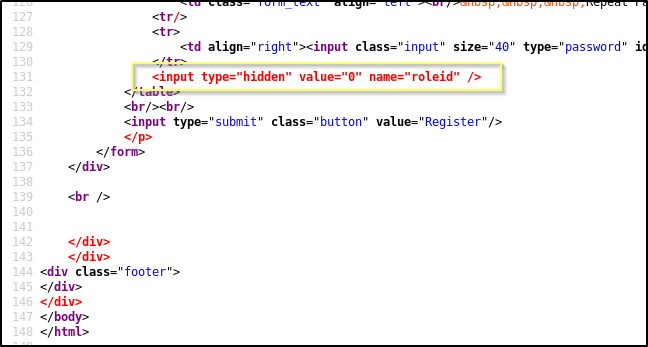 126 <td class="form_text" align="left"><br/>&nbsp;&nbsp;&nbsp;Repeat
127 <tr/>
128 <tr>
129 <td align="right"><input class="input" size="40" type="password" id
130 </tr>
131 <input type="hidden" value="0" name="roleid" />
132 </table>
133 <br/><br/>
134 <input type="submit" class="button" value="Register"/>
135 </p>
136 </form>
137 </div>
138
139 <br />
140
141
142 </div>
143 </div>
144 <div class="footer">
145 </div>
146 </div>
147 </body>
148 </html>